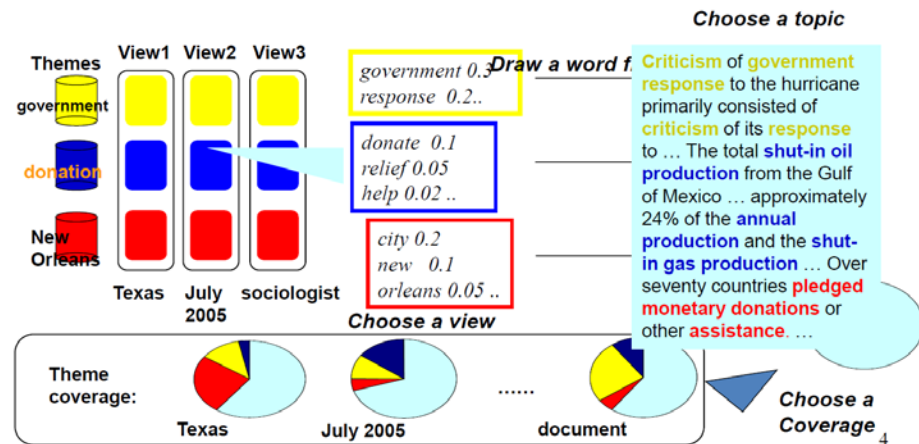 Choose a topic
View1 View2 View3
Themes
government
donation
New
Orleans
Texas July
2005 sociologist
government 0.3
response 0.2..
Draw a word
donate 0.1
relief 0.05
help 0.02 ..
city 0.2
new 0.1
orleans 0.05 ..
Choose a view
Criticism of government
response to the hurricane
primarily consisted of
criticism of its response
to … The total shut-in oil
production from the Gulf
of Mexico … approximately
24% of the annual
production and the shut-
in gas production … Over
seventy countries pledged
monetary donations or
other assistance. …
Theme
coverage:
Texas
July 2005
......
document
Choose a
Coverage
4